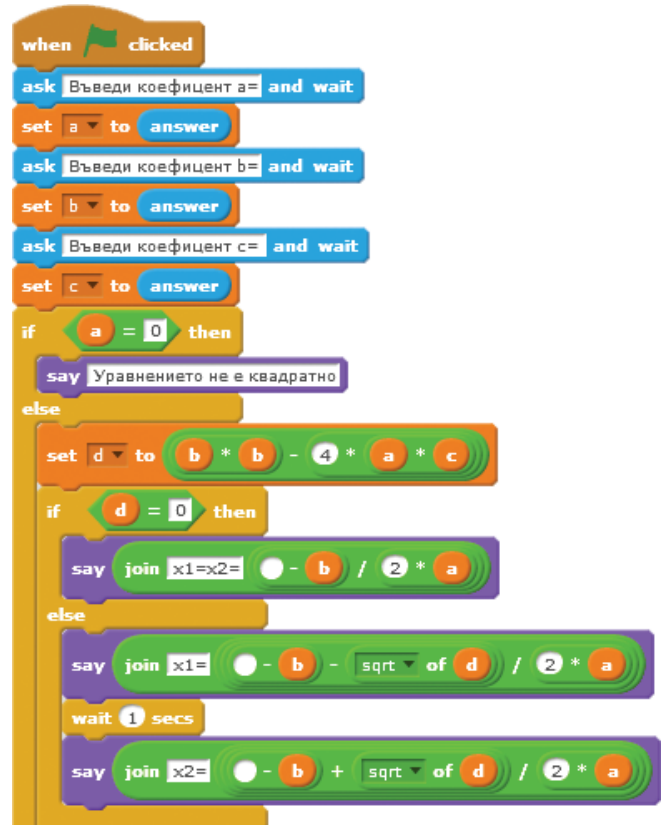 when clicked
ask Въведи коефицент a= and wait
set a to answer
ask Въведи коефицент b= and wait
set b to answer
ask Въведи коефицент c= and wait
set c to answer
if a = 0 then
say Уравнението не е квадратно
else
set d to b * b - 4 * a * c
if d = 0 then
say join x1=x2= - b / 2 * a
else
say join x1= - b - sqrt of d / 2 * a
wait 1 secs
say join x2= - b + sqrt of d / 2 * a